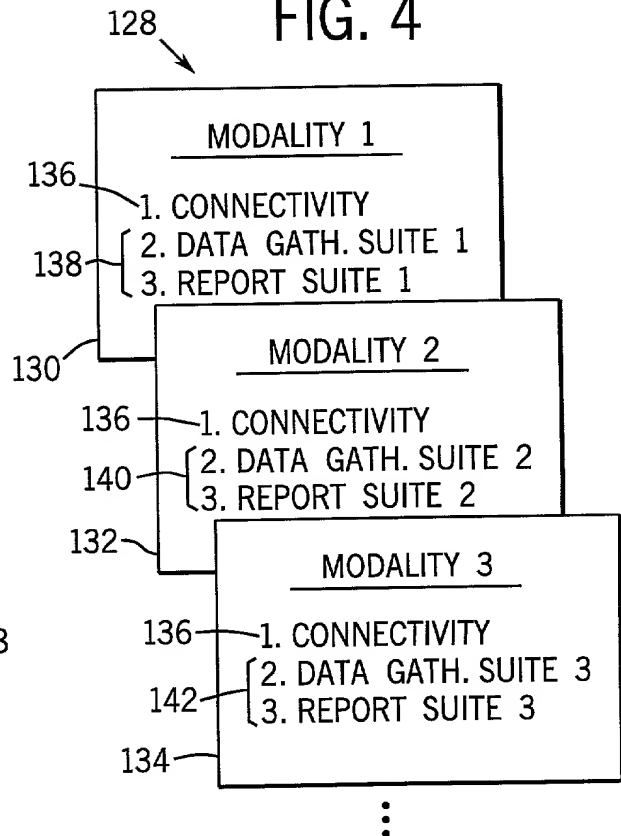 FIG. 4
128
MODALITY 1
136
1. CONNECTIVITY
2. DATA GATH. SUITE 1
138
3. REPORT SUITE 1
130
MODALITY 2
136
1. CONNECTIVITY
2. DATA GATH. SUITE 2
140
3. REPORT SUITE 2
132
MODALITY 3
136
1. CONNECTIVITY
2. DATA GATH. SUITE 3
142
3. REPORT SUITE 3
134